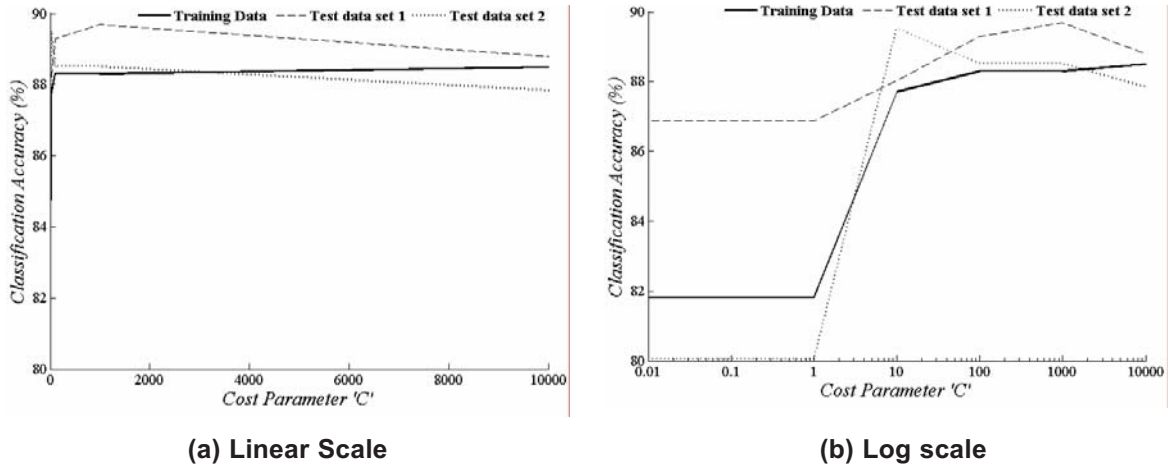 Training Data Test data set 1 Test data set 2
90
88
86
84
82
80
Classification Accuracy (%)
0 2000 4000 6000 8000 10000
Cost Parameter 'C'
(a) Linear Scale
Training Data Test data set 1 Test data set 2
90
88
86
84
82
80
Classification Accuracy (%)
0.01 0.1 1 10 100 1000 10000
Cost Parameter 'C'
(b) Log scale